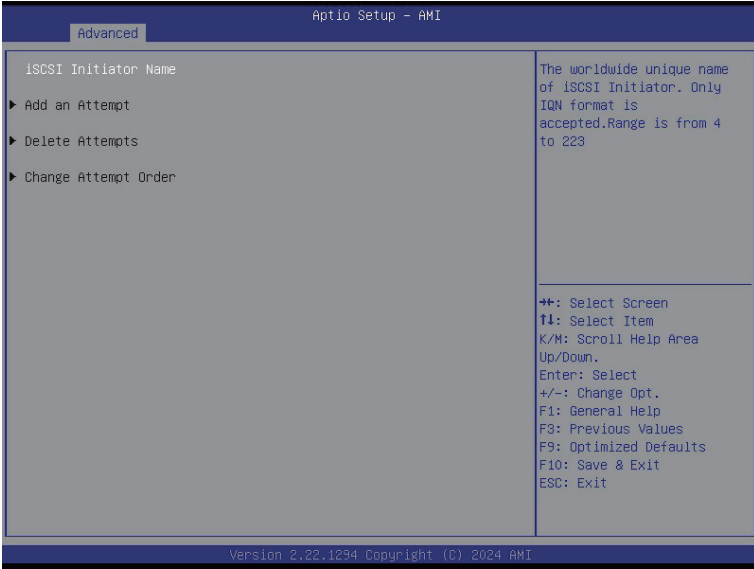 Aptio Setup – AMI
Advanced
iSCSI Initiator Name
▶ Add an Attempt
▶ Delete Attempts
▶ Change Attempt Order
The worldwide unique name
of iSCSI Initiator. Only
IQN format is
accepted.Range is from 4
to 223
→←: Select Screen
↑↓: Select Item
K/M: Scroll Help Area
Up/Down.
Enter: Select
+/-: Change Opt.
F1: General Help
F3: Previous Values
F9: Optimized Defaults
F10: Save & Exit
ESC: Exit
Version 2.22.1294 Copyright (C) 2024 AMI